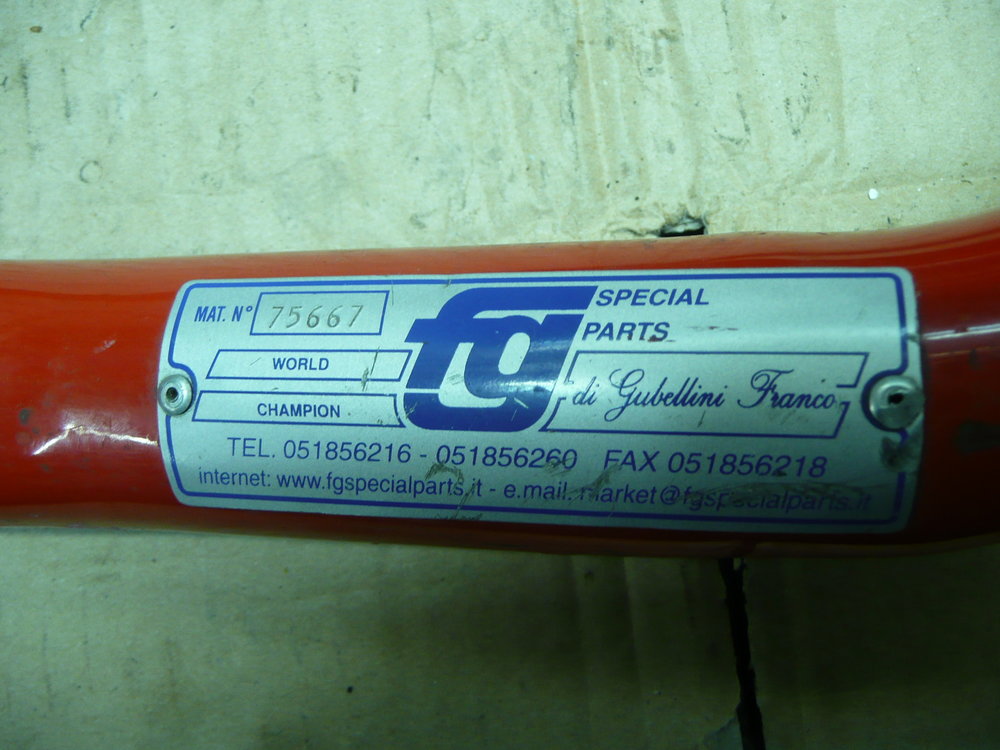 MAT. N° 75667
WORLD
CHAMPION
fg
SPECIAL
PARTS
di Gubellini Franco
TEL. 051856216 - 051856260 FAX 051856218
internet: www.fgspecialparts.it - e.mail. market@fgspecialparts.it